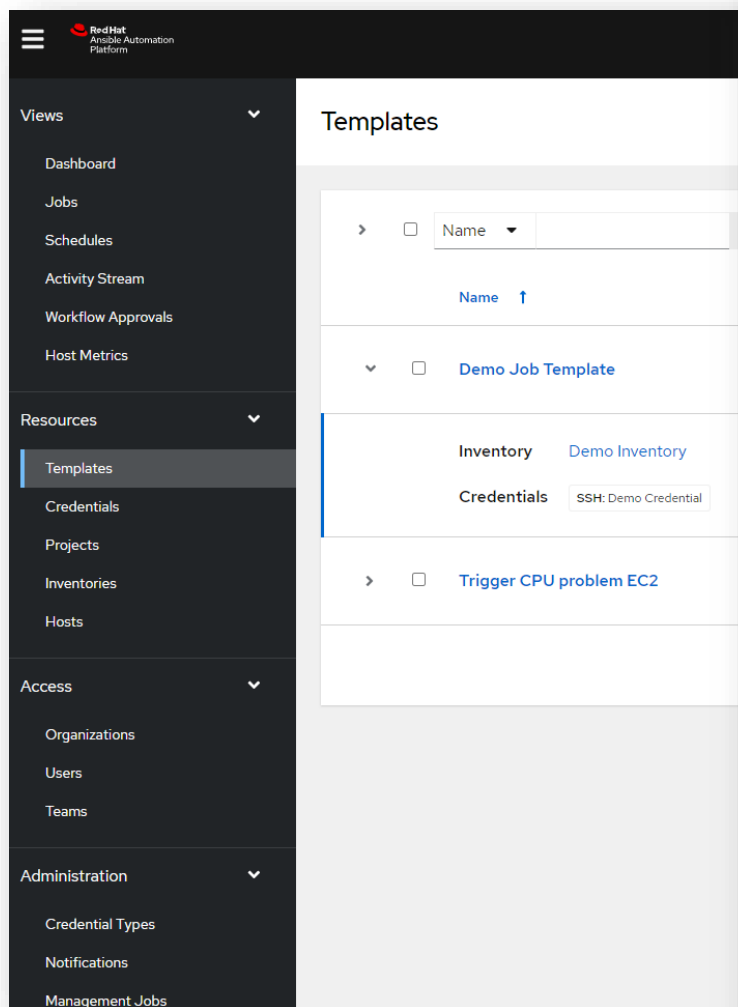 Red Hat
Ansible Automation
Platform
Views
Dashboard
Jobs
Schedules
Activity Stream
Workflow Approvals
Host Metrics
Resources
Templates
Credentials
Projects
Inventories
Hosts
Access
Organizations
Users
Teams
Administration
Credential Types
Notifications
Management Jobs
Templates
Name
Name
Demo Job Template
Inventory Demo Inventory
Credentials SSH: Demo Credential
Trigger CPU problem EC2